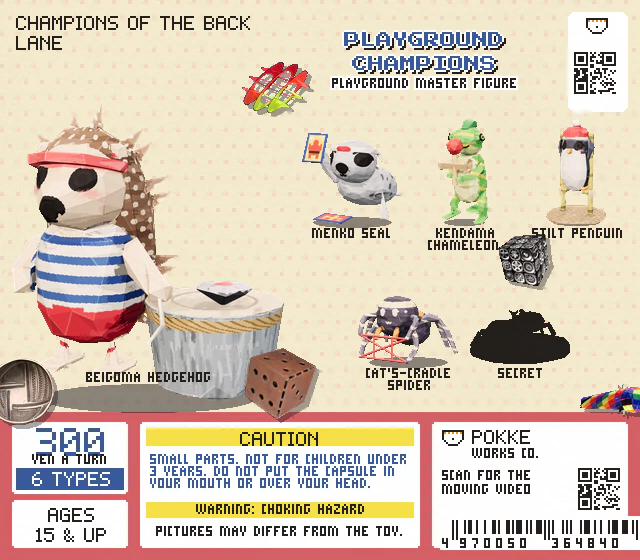 CHAMPIONS OF THE BACK
LANE
PLAYGROUND
CHAMPIONS
PLAYGROUND MASTER FIGURE
MENKO SEAL
KENDAMA
CHAMELEON
STILT PENGUIN
BEIGOMA HEDGEHOG
CAT'S-CRADLE
SPIDER
SECRET
300
YEN A TURN
6 TYPES
AGES
15 & UP
CAUTION
SMALL PARTS. NOT FOR CHILDREN UNDER
3 YEARS. DO NOT PUT THE CAPSULE IN
YOUR MOUTH OR OVER YOUR HEAD.
WARNING: CHOKING HAZARD
PICTURES MAY DIFFER FROM THE TOY.
POKKE
WORKS CO.
SCAN FOR THE
MOVING VIDEO
4 970050 364840